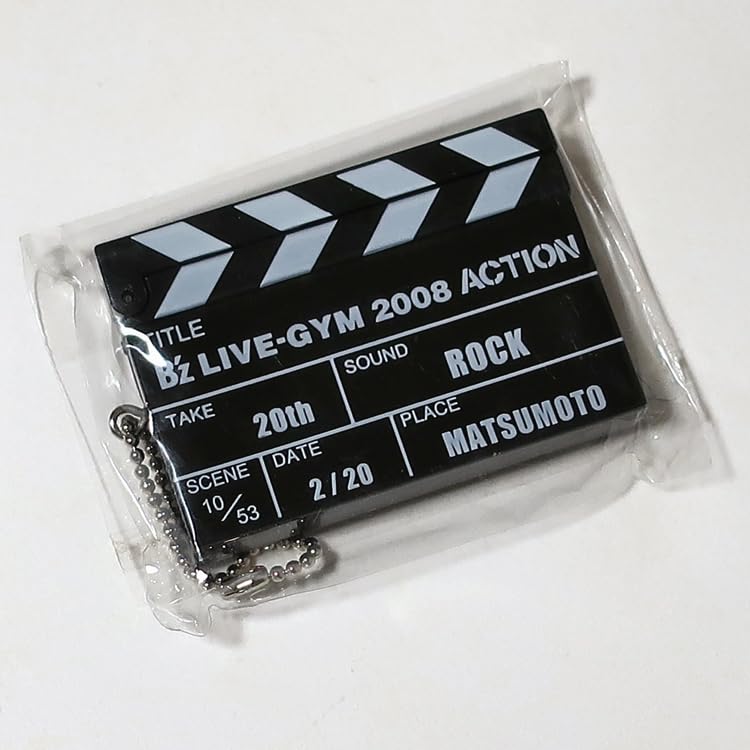 TITLE
B'z LIVE-GYM 2008 ACTION
TAKE 20th
SOUND ROCK
SCENE 10/53
DATE 2/20
PLACE MATSUMOTO